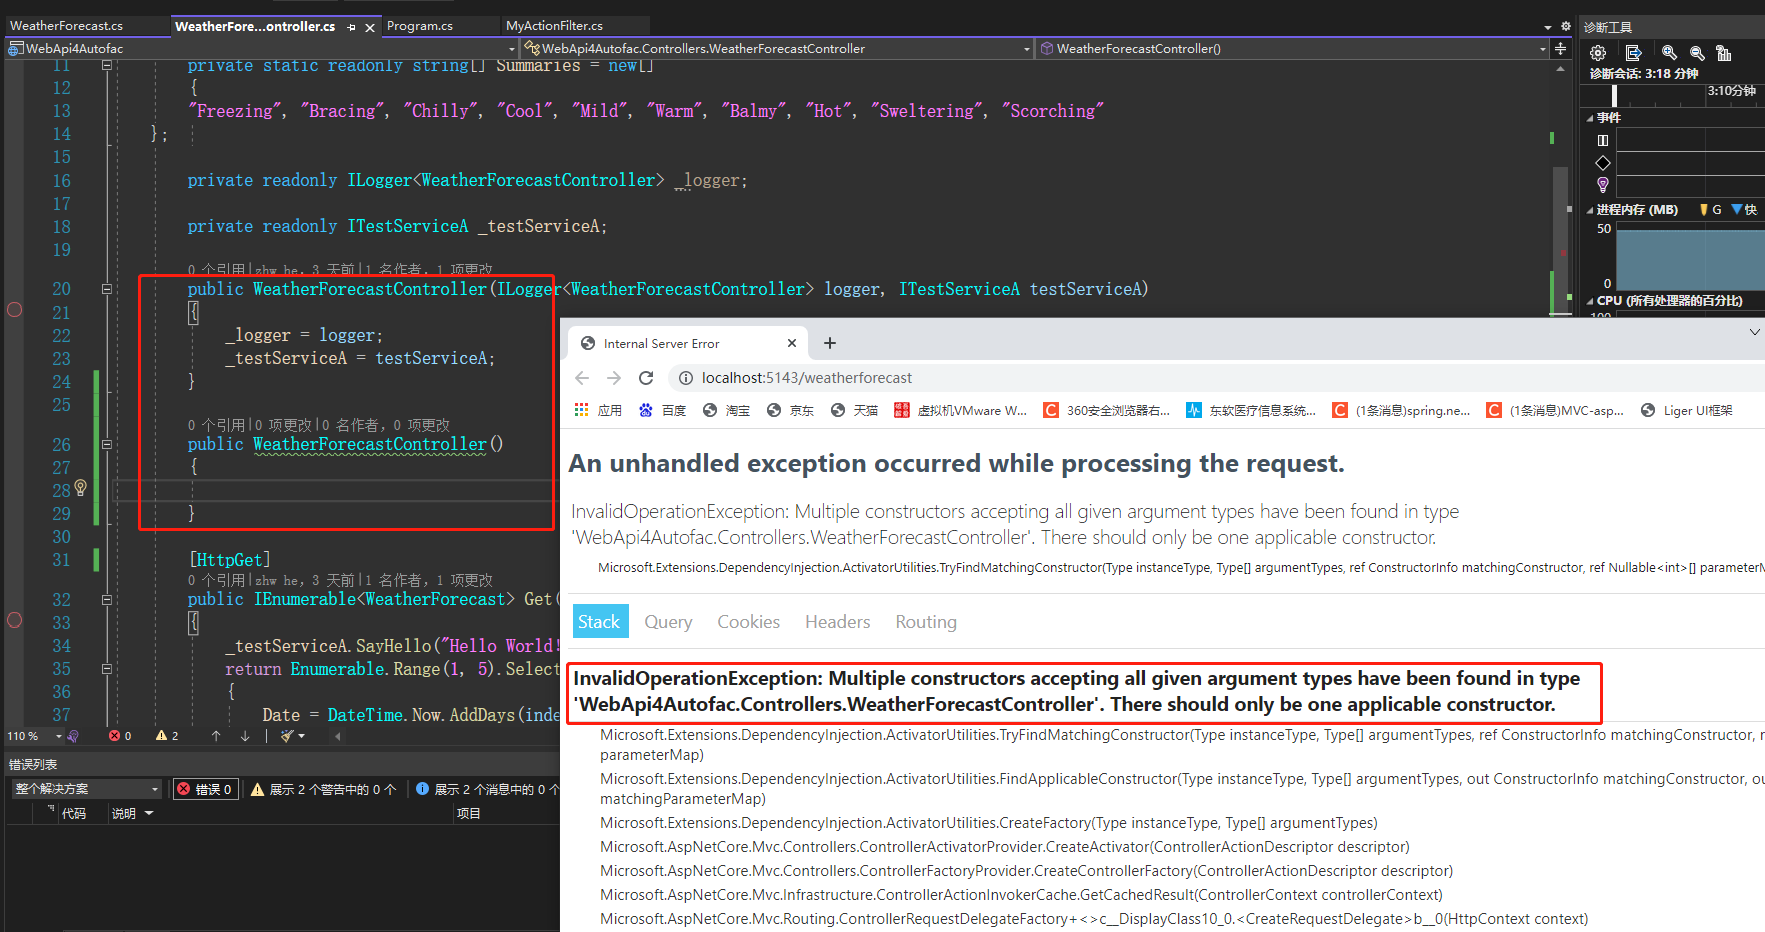 WeatherForecast.cs
WeatherFore...ontroller.cs
Program.cs
MyActionFilter.cs
WebApi4Autofac
WebApi4Autofac.Controllers.WeatherForecastController
WeatherForecastController()
11 private static readonly string[] Summaries = new[]
12 {
13 "Freezing", "Bracing", "Chilly", "Cool", "Mild", "Warm", "Balmy", "Hot", "Sweltering", "Scorching"
14 };
15
16 private readonly ILogger<WeatherForecastController> _logger;
17
18 private readonly ITestServiceA _testServiceA;
19
0 个引用|zhw he，3 天前|1 名作者，1 项更改
20 public WeatherForecastController(ILogger<WeatherForecastController> logger, ITestServiceA testServiceA)
21 {
22 _logger = logger;
23 _testServiceA = testServiceA;
24 }
25
0 个引用|0 项更改|0 名作者，0 项更改
26 public WeatherForecastController()
27 {
28
29 }
30
31 [HttpGet]
0 个引用|zhw he，3 天前|1 名作者，1 项更改
32 public IEnumerable<WeatherForecast> Get(
33 {
34 _testServiceA.SayHello("Hello World!
35 return Enumerable.Range(1, 5).Select
36 {
37 Date = DateTime.Now.AddDays(inde
110 %
0
2
错误列表
整个解决方案
错误 0
展示 2 个警告中的 0 个
展示 2 个消息中的 0 个
代码
说明
项目
诊断工具
诊断会话: 3:18 分钟
3:10分钟
事件
进程内存 (MB)
G
快
50
0
CPU (所有处理器的百分比)
100
Internal Server Error
localhost:5143/weatherforecast
应用
百度
淘宝
京东
天猫
虚拟机VMware W...
360安全浏览器右...
东软医疗信息系统...
(1条消息)spring.ne...
(1条消息)MVC-asp...
Liger UI框架
An unhandled exception occurred while processing the request.
InvalidOperationException: Multiple constructors accepting all given argument types have been found in type
'WebApi4Autofac.Controllers.WeatherForecastController'. There should only be one applicable constructor.
Microsoft.Extensions.DependencyInjection.ActivatorUtilities.TryFindMatchingConstructor(Type instanceType, Type[] argumentTypes, ref ConstructorInfo matchingConstructor, ref Nullable<int>[] parameterM
Stack
Query
Cookies
Headers
Routing
InvalidOperationException: Multiple constructors accepting all given argument types have been found in type
'WebApi4Autofac.Controllers.WeatherForecastController'. There should only be one applicable constructor.
Microsoft.Extensions.DependencyInjection.ActivatorUtilities.TryFindMatchingConstructor(Type instanceType, Type[] argumentTypes, ref ConstructorInfo matchingConstructor, r
parameterMap)
Microsoft.Extensions.DependencyInjection.ActivatorUtilities.FindApplicableConstructor(Type instanceType, Type[] argumentTypes, out ConstructorInfo matchingConstructor, ou
matchingParameterMap)
Microsoft.Extensions.DependencyInjection.ActivatorUtilities.CreateFactory(Type instanceType, Type[] argumentTypes)
Microsoft.AspNetCore.Mvc.Controllers.ControllerActivatorProvider.CreateActivator(ControllerActionDescriptor descriptor)
Microsoft.AspNetCore.Mvc.Controllers.ControllerFactoryProvider.CreateControllerFactory(ControllerActionDescriptor descriptor)
Microsoft.AspNetCore.Mvc.Infrastructure.ControllerActionInvokerCache.GetCachedResult(ControllerContext controllerContext)
Microsoft.AspNetCore.Mvc.Routing.ControllerRequestDelegateFactory+<>c__DisplayClass10_0.<CreateRequestDelegate>b__0(HttpContext context)